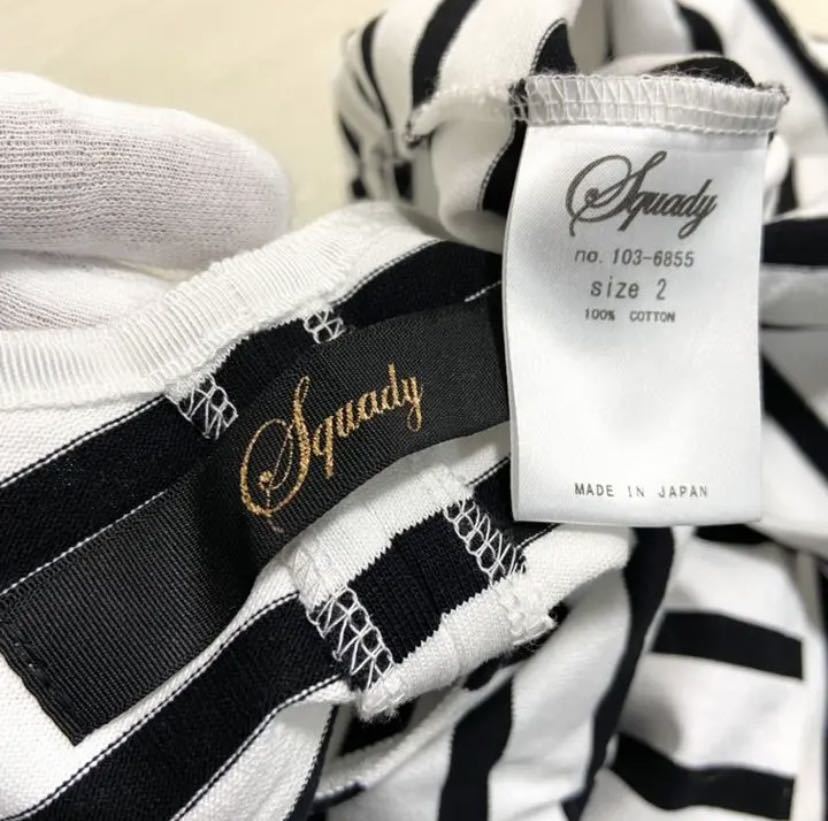 Squady
no. 103-6855
size 2
100% COTTON
MADE IN JAPAN
Squady